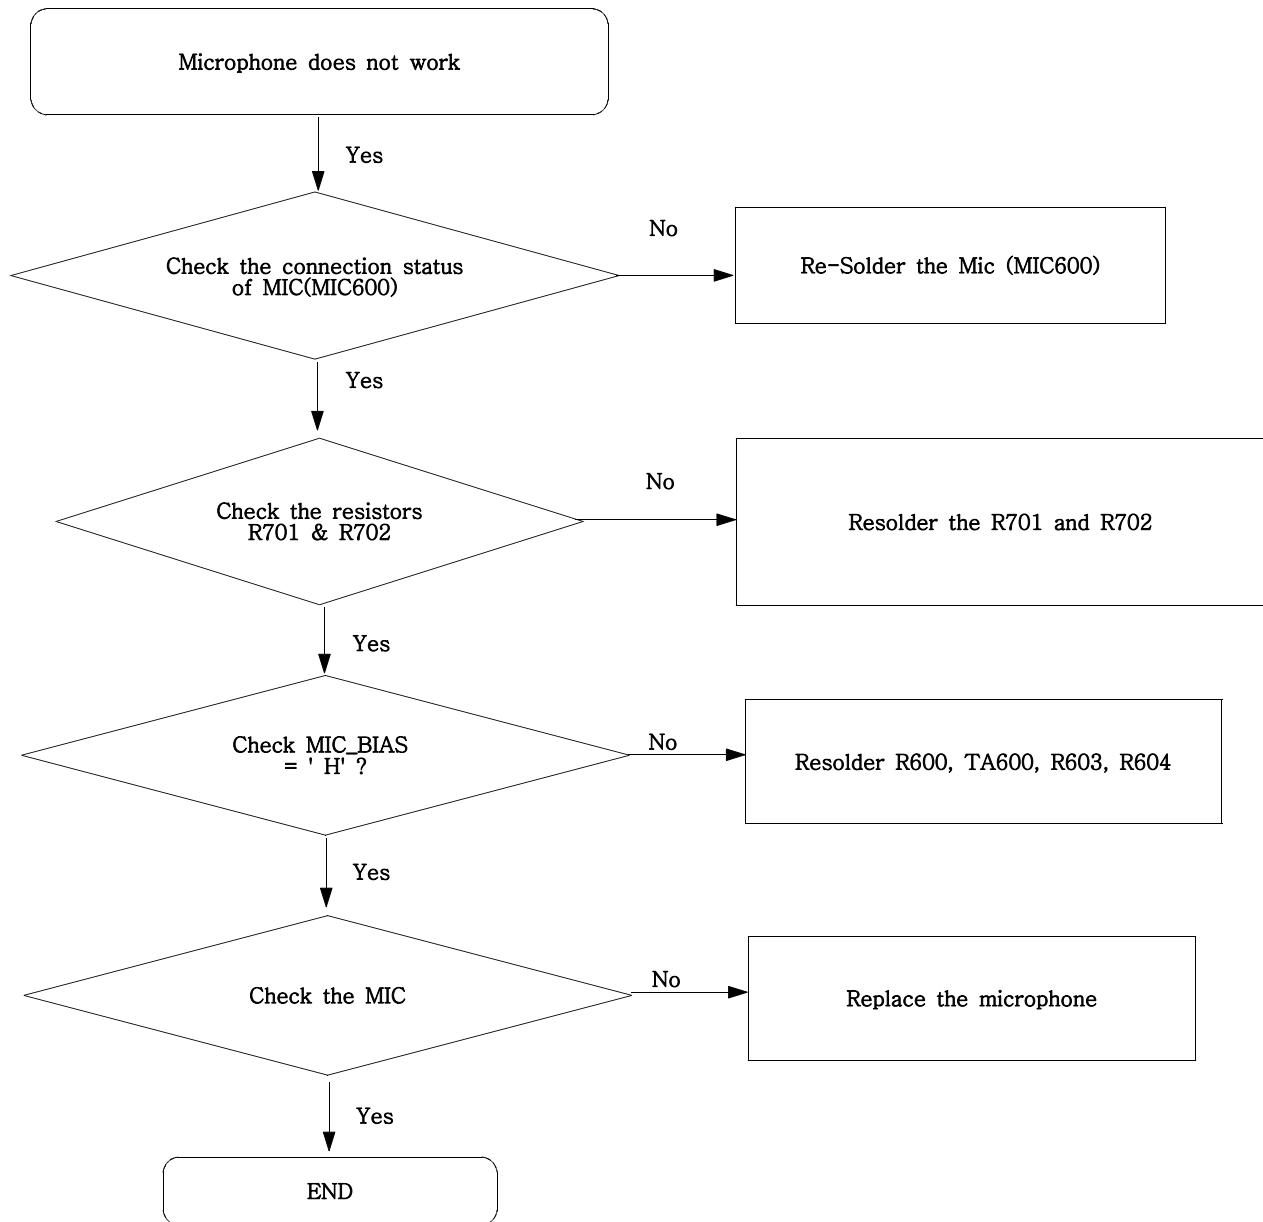 Microphone does not work
Yes
Check the connection status
of MIC(MIC600)
No
Re-Solder the Mic (MIC600)
Yes
Check the resistors
R701 & R702
No
Resolder the R701 and R702
Yes
Check MIC_BIAS
= ' H' ?
No
Resolder R600, TA600, R603, R604
Yes
Check the MIC
No
Replace the microphone
Yes
END